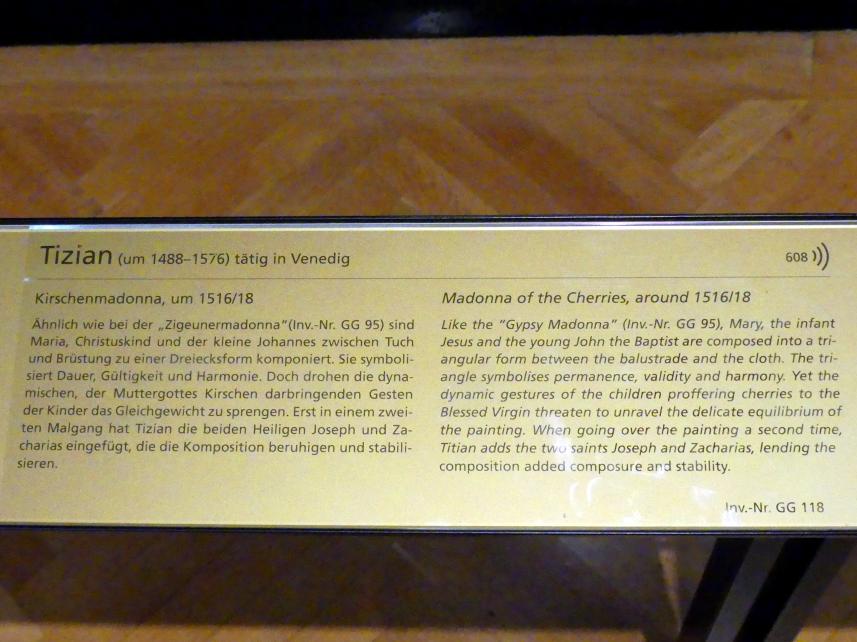 Tizian (um 1488–1576) tätig in Venedig
608
Kirschenmadonna, um 1516/18
Ähnlich wie bei der „Zigeunermadonna“(Inv.-Nr. GG 95) sind
Maria, Christuskind und der kleine Johannes zwischen Tuch
und Brüstung zu einer Dreiecksform komponiert. Sie symboli-
siert Dauer, Gültigkeit und Harmonie. Doch drohen die dyna-
mischen, der Muttergottes Kirschen darbringenden Gesten
der Kinder das Gleichgewicht zu sprengen. Erst in einem zwei-
ten Malgang hat Tizian die beiden Heiligen Joseph und Za-
charias eingefügt, die die Komposition beruhigen und stabili-
sieren.
Madonna of the Cherries, around 1516/18
Like the "Gypsy Madonna" (Inv.-Nr. GG 95), Mary, the infant
Jesus and the young John the Baptist are composed into a tri-
angular form between the balustrade and the cloth. The tri-
angle symbolises permanence, validity and harmony. Yet the
dynamic gestures of the children proffering cherries to the
Blessed Virgin threaten to unravel the delicate equilibrium of
the painting. When going over the painting a second time,
Titian adds the two saints Joseph and Zacharias, lending the
composition added composure and stability.
Inv.-Nr. GG 118